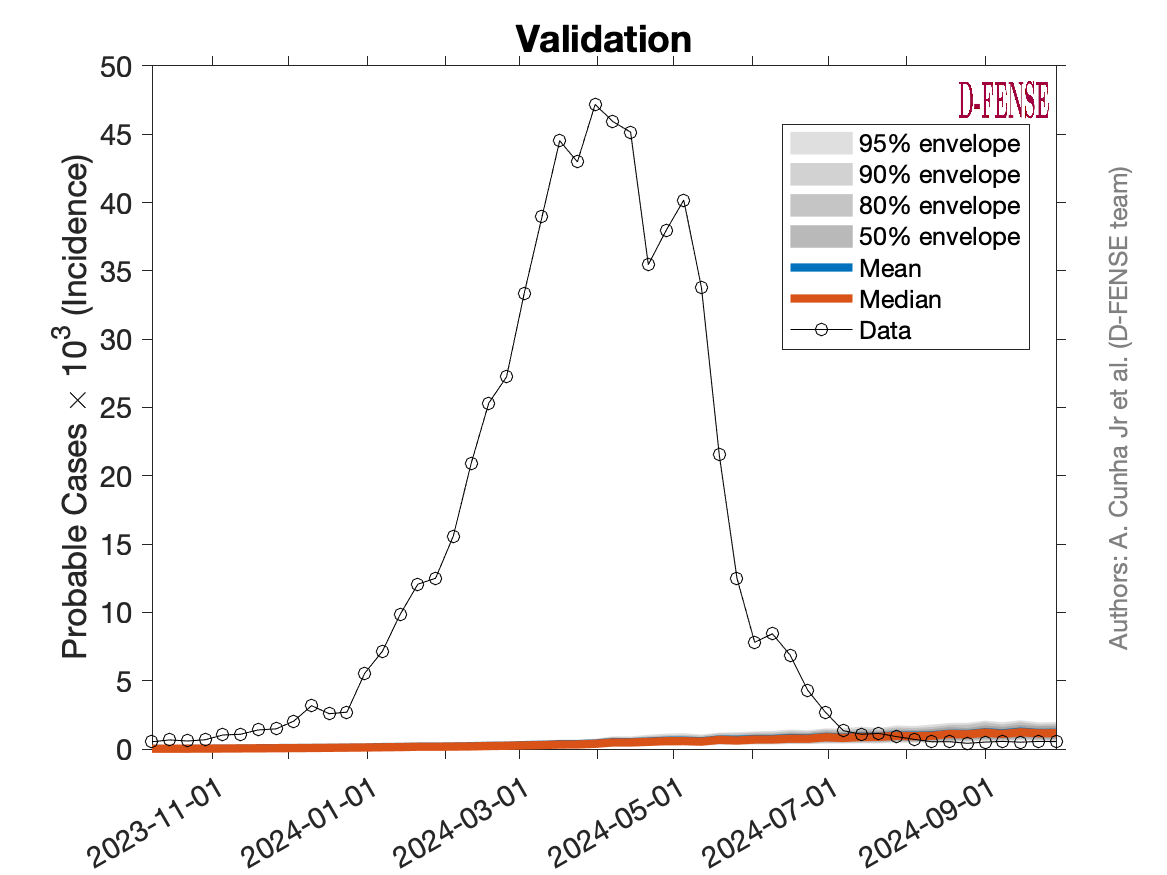 Validation
D-FENSE
95% envelope
90% envelope
80% envelope
50% envelope
Mean
Median
Data
Probable Cases × 10³ (Incidence)
50
45
40
35
30
25
20
15
10
5
0
2023-11-01
2024-01-01
2024-03-01
2024-05-01
2024-07-01
2024-09-01
Authors: A. Cunha Jr et al. (D-FENSE team)